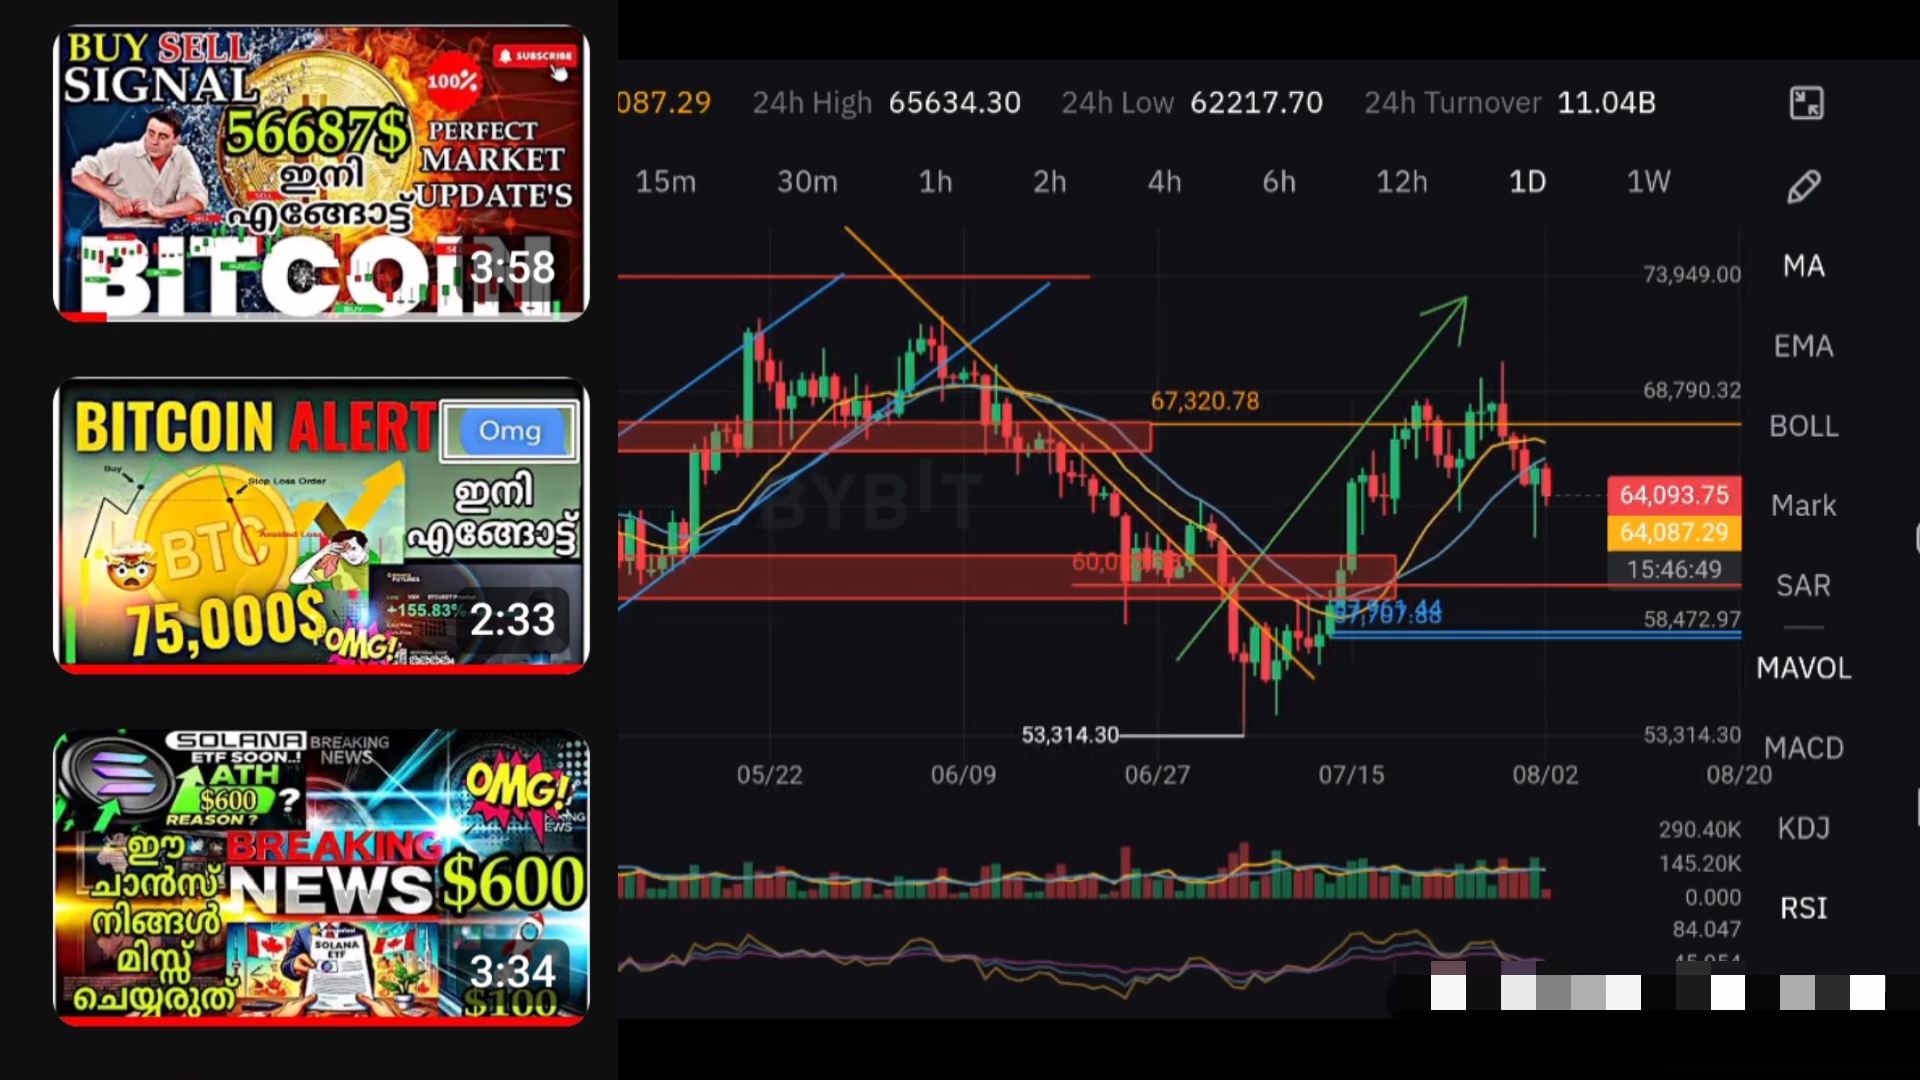 BUY SELL
SIGNAL
SUBSCRIBE
100%
56687$
ഇനി
എങ്ങോട്ട്
PERFECT
MARKET
UPDATE'S
BITCOIN
3:58
BITCOIN ALERT
Omg
Buy
Stop Loss Order
ഇനി
എങ്ങോട്ട്
BTC
Avoided Loss
75,000$
OMG!
+155.83%
2:33
SOLANA
ETF SOON..!
ATH
$600 ?
REASON ?
BREAKING
NEWS
OMG!
ഈ
ചാൻസ്
നിങ്ങൾ
മിസ്സ്
ചെയ്യരുത്
BREAKING
NEWS
$600
SOLANA
ETF
3:34
$100
087.29 24h High 65634.30 24h Low 62217.70 24h Turnover 11.04B
15m 30m 1h 2h 4h 6h 12h 1D 1W
MA
EMA
BOLL
Mark
SAR
MAVOL
MACD
KDJ
RSI
BYBIT
73,949.00
67,320.78
68,790.32
64,093.75
64,087.29
15:46:49
58,472.97
53,314.30
53,314.30
05/22 06/09 06/27 07/15 08/02 08/20
290.40K
145.20K
0.000
84.047